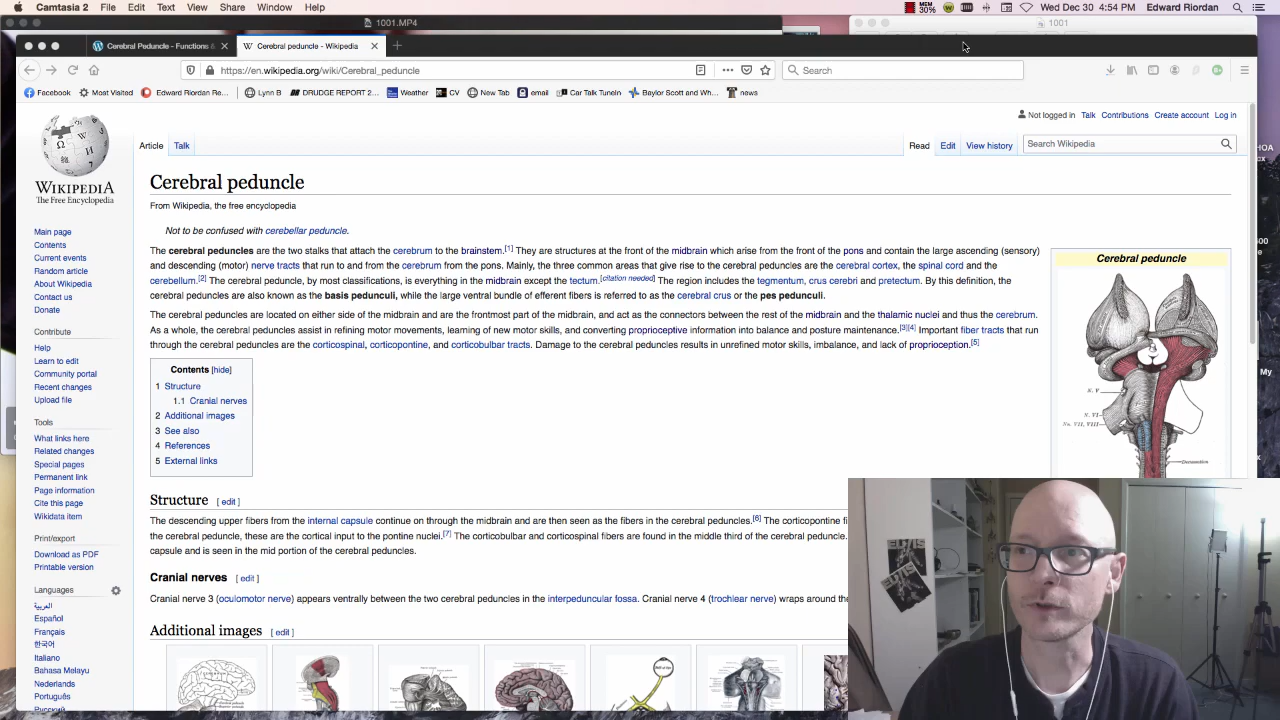 Camtasia 2 File Edit Text View Share Window Help MEM 30% Wed Dec 30 4:54 PM Edward Riordan
1001.MP4 1001
Cerebral Peduncle - Functions & Cerebral peduncle - Wikipedia
https://en.wikipedia.org/wiki/Cerebral_peduncle Search
Facebook Most Visited Edward Riordan Re... Lynn B DRUDGE REPORT 2... Weather CV New Tab email Car Talk TuneIn Baylor Scott and Wh... news
Not logged in Talk Contributions Create account Log in
Article Talk Read Edit View history Search Wikipedia
WIKIPEDIA
The Free Encyclopedia
Main page
Contents
Current events
Random article
About Wikipedia
Contact us
Donate
Contribute
Help
Learn to edit
Community portal
Recent changes
Upload file
Tools
What links here
Related changes
Special pages
Permanent link
Page information
Cite this page
Wikidata item
Print/export
Download as PDF
Printable version
Languages
العربية
Español
Français
한국어
Italiano
Bahasa Melayu
Nederlands
Português
Русский
Cerebral peduncle
From Wikipedia, the free encyclopedia
Not to be confused with cerebellar peduncle.
The cerebral peduncles are the two stalks that attach the cerebrum to the brainstem.[1] They are structures at the front of the midbrain which arise from the front of the pons and contain the large ascending (sensory)
and descending (motor) nerve tracts that run to and from the cerebrum from the pons. Mainly, the three common areas that give rise to the cerebral peduncles are the cerebral cortex, the spinal cord and the
cerebellum.[2] The cerebral peduncle, by most classifications, is everything in the midbrain except the tectum.[citation needed] The region includes the tegmentum, crus cerebri and pretectum. By this definition, the
cerebral peduncles are also known as the basis pedunculi, while the large ventral bundle of efferent fibers is referred to as the cerebral crus or the pes pedunculi.
The cerebral peduncles are located on either side of the midbrain and are the frontmost part of the midbrain, and act as the connectors between the rest of the midbrain and the thalamic nuclei and thus the cerebrum.
As a whole, the cerebral peduncles assist in refining motor movements, learning of new motor skills, and converting proprioceptive information into balance and posture maintenance.[3][4] Important fiber tracts that run
through the cerebral peduncles are the corticospinal, corticopontine, and corticobulbar tracts. Damage to the cerebral peduncles results in unrefined motor skills, imbalance, and lack of proprioception.[5]
Contents [hide]
1 Structure
1.1 Cranial nerves
2 Additional images
3 See also
4 References
5 External links
Structure [ edit ]
The descending upper fibers from the internal capsule continue on through the midbrain and are then seen as the fibers in the cerebral peduncles.[6] The corticopontine fi
the cerebral peduncles, these are the cortical input to the pontine nuclei.[7] The corticobulbar and corticospinal fibers are found in the middle third of the cerebral peduncle.
capsule and is seen in the mid portion of the cerebral peduncles.
Cranial nerves [ edit ]
Cranial nerve 3 (oculomotor nerve) appears ventrally between the two cerebral peduncles in the interpeduncular fossa. Cranial nerve 4 (trochlear nerve) wraps around the
Additional images [ edit ]
Cerebral peduncle
N. V
N. VI
Nn. VII, VIII
Decussation
HOA
My
ELVIS